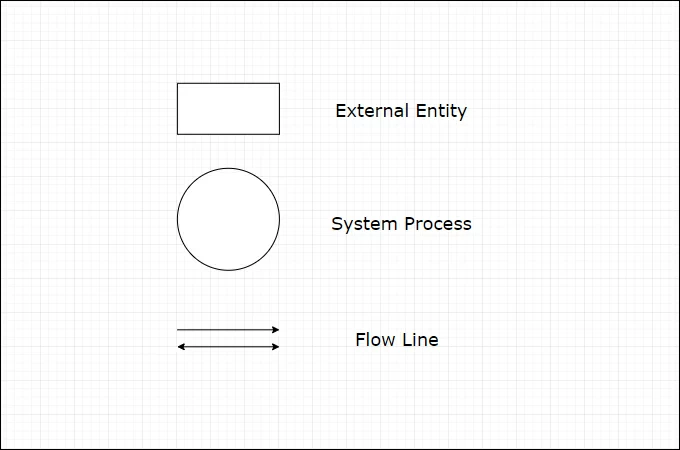 External Entity
System Process
Flow Line